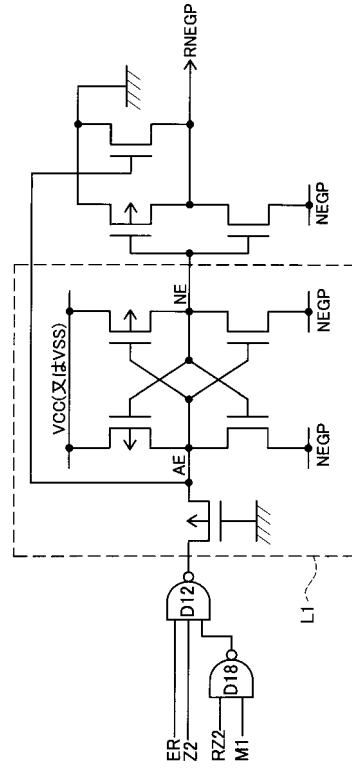 ER
Z2
RZ2
M1
D12
D18
L1
AE
NE
VCC(又はVSS)
NEGP
NEGP
NEGP
RNEGP